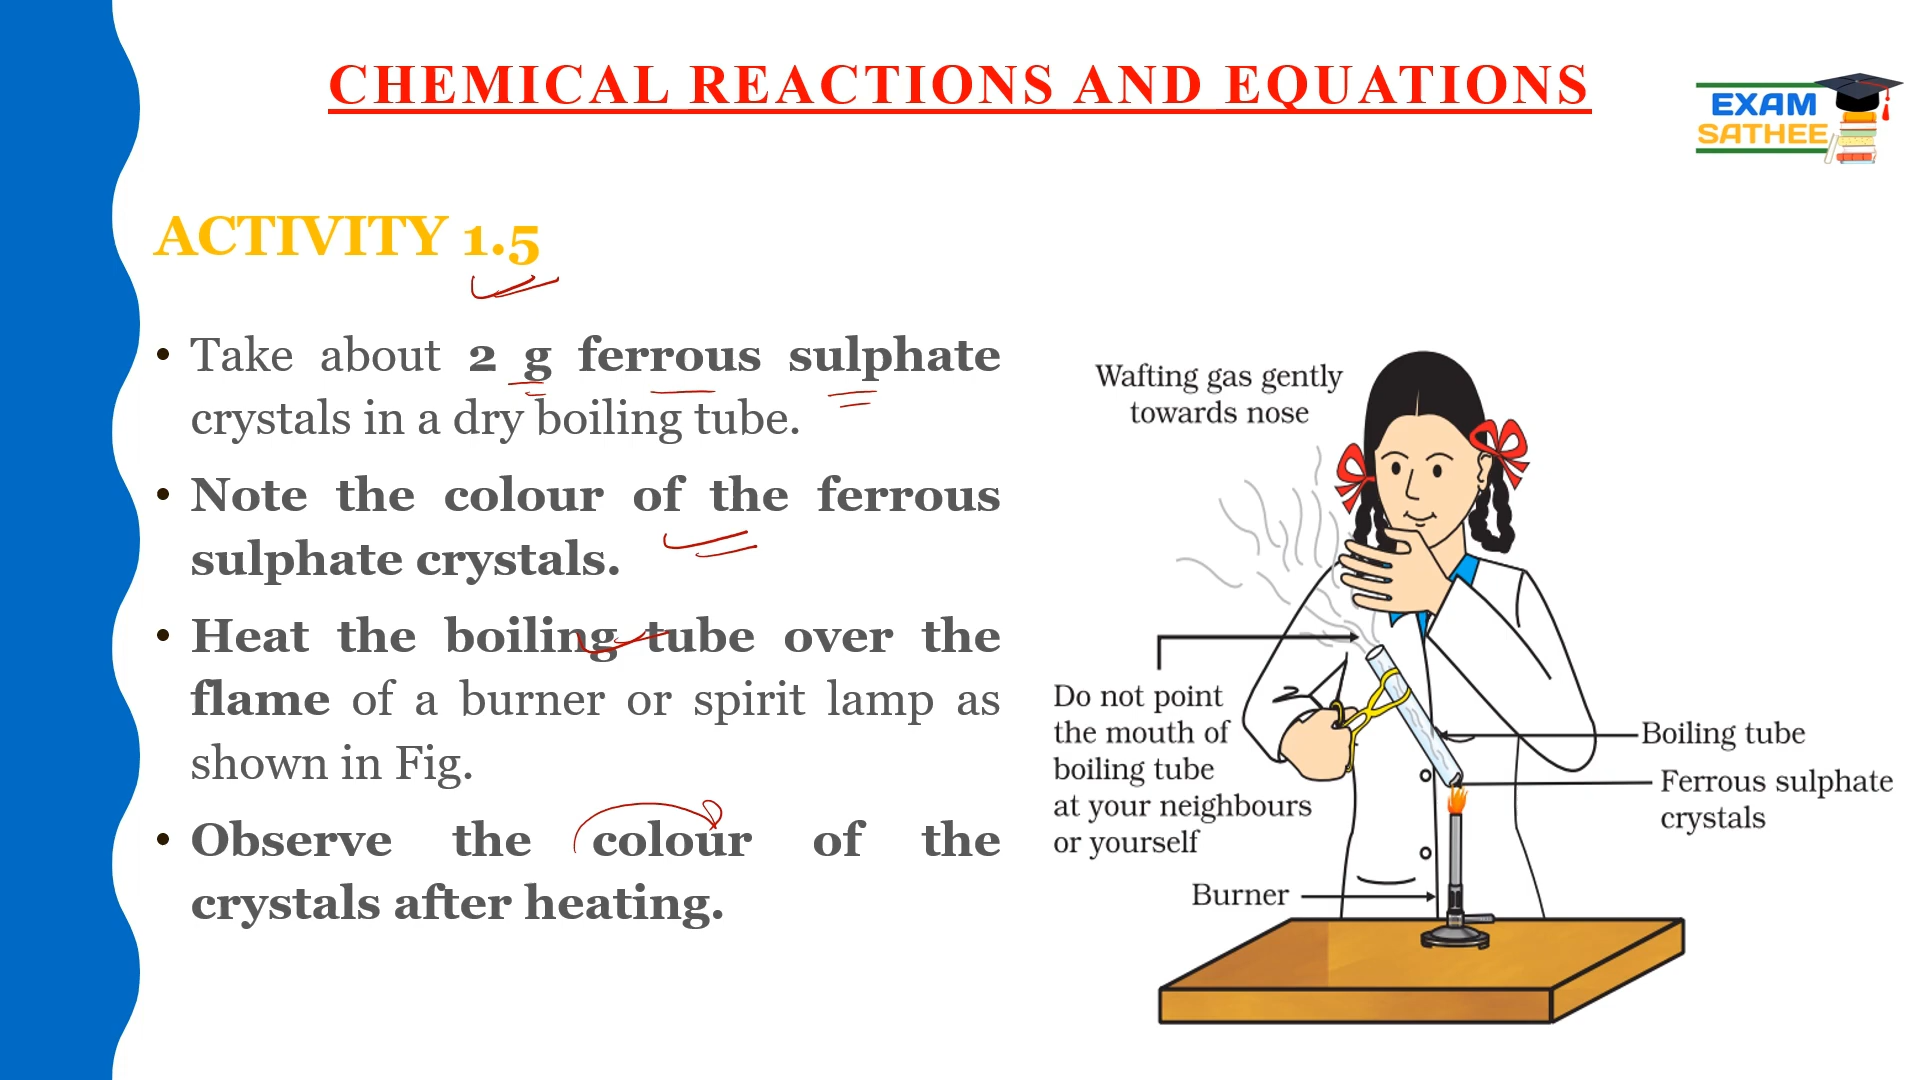 CHEMICAL REACTIONS AND EQUATIONS
EXAM
SATHEE
ACTIVITY 1.5
• Take about 2 g ferrous sulphate
crystals in a dry boiling tube.
• Note the colour of the ferrous
sulphate crystals.
• Heat the boiling tube over the
flame of a burner or spirit lamp as
shown in Fig.
• Observe the colour of the
crystals after heating.
Wafting gas gently
towards nose
Do not point
the mouth of
boiling tube
at your neighbours
or yourself
Boiling tube
Ferrous sulphate
crystals
Burner